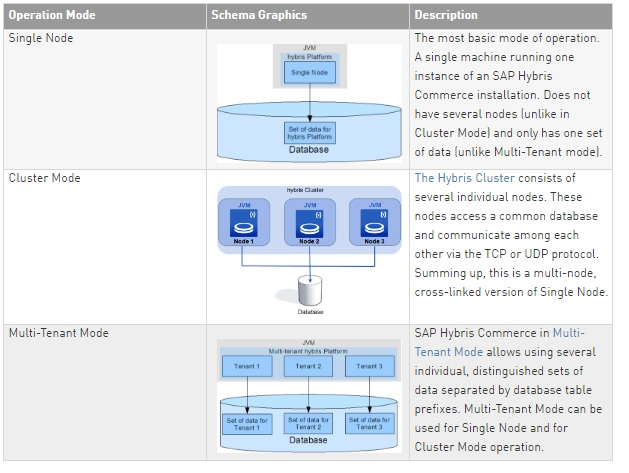 Operation Mode
Schema Graphics
Description
Single Node
JVM
hybris Platform
Single Node
Set of data for
hybris Platform
Database
The most basic mode of operation.
A single machine running one
instance of an SAP Hybris
Commerce installation. Does not
have several nodes (unlike in
Cluster Mode) and only has one set
of data (unlike Multi-Tenant mode).
Cluster Mode
hybris Cluster
JVM
JVM
JVM
Node 1
Node 2
Node 3
Database
The Hybris Cluster consists of
several individual nodes. These
nodes access a common database
and communicate among each
other via the TCP or UDP protocol.
Summing up, this is a multi-node,
cross-linked version of Single Node.
Multi-Tenant Mode
JVM
Multi-tenant hybris Platform
Tenant 1
Tenant 2
Tenant 3
Set of data for
Tenant 1
Set of data for
Tenant 2
Set of data for
Tenant 3
Database
SAP Hybris Commerce in Multi-
Tenant Mode allows using several
individual, distinguished sets of
data separated by database table
prefixes. Multi-Tenant Mode can be
used for Single Node and for
Cluster Mode operation.